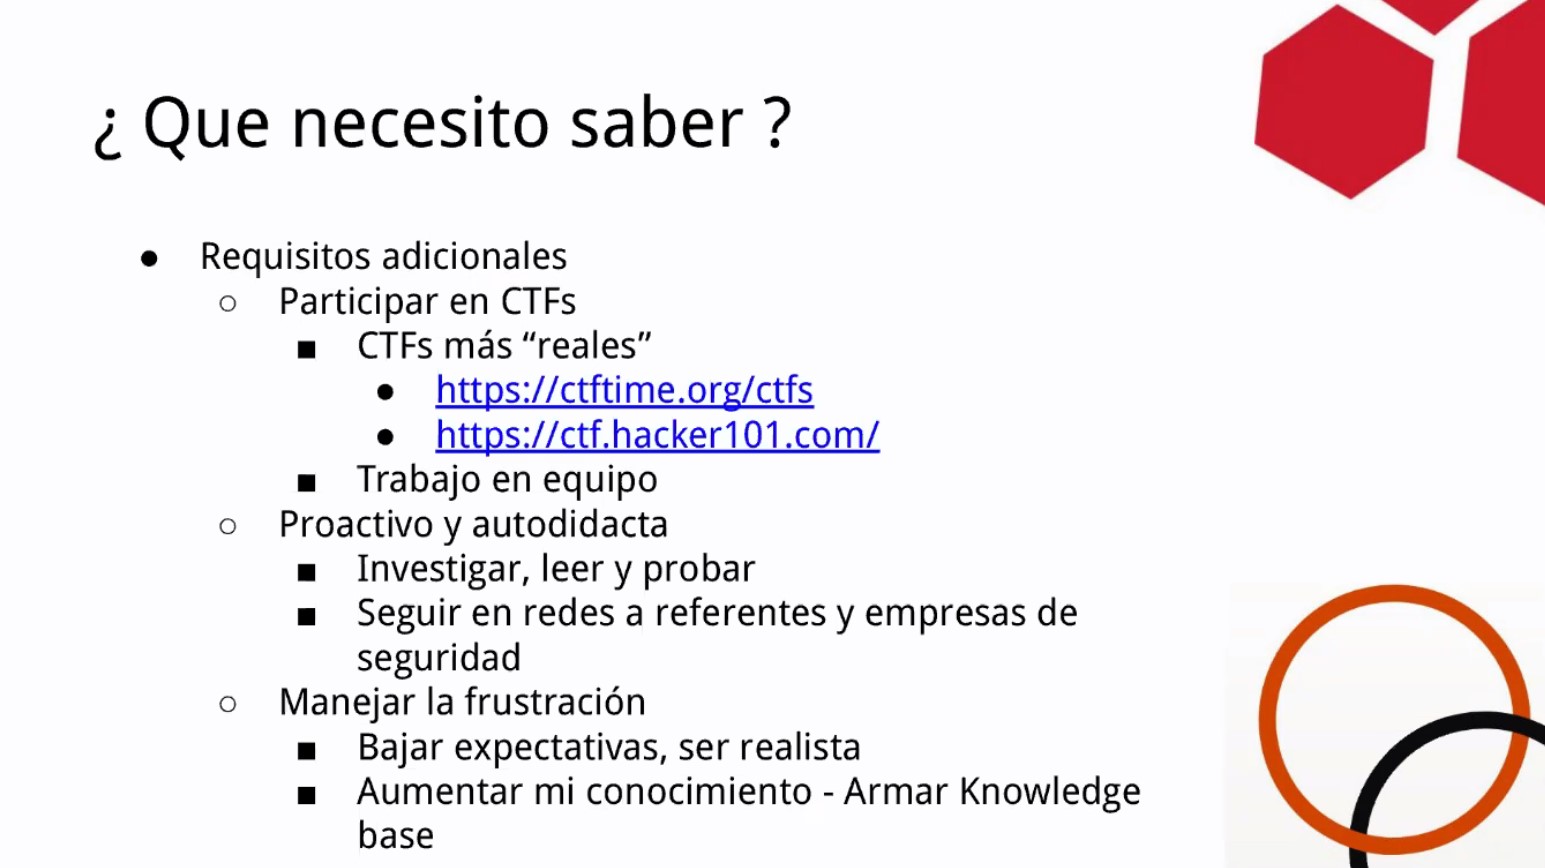 ¿ Que necesito saber ?
● Requisitos adicionales
○ Participar en CTFs
■ CTFs más “reales”
● https://ctftime.org/ctfs
● https://ctf.hacker101.com/
■ Trabajo en equipo
○ Proactivo y autodidacta
■ Investigar, leer y probar
■ Seguir en redes a referentes y empresas de
seguridad
○ Manejar la frustración
■ Bajar expectativas, ser realista
■ Aumentar mi conocimiento - Armar Knowledge
base